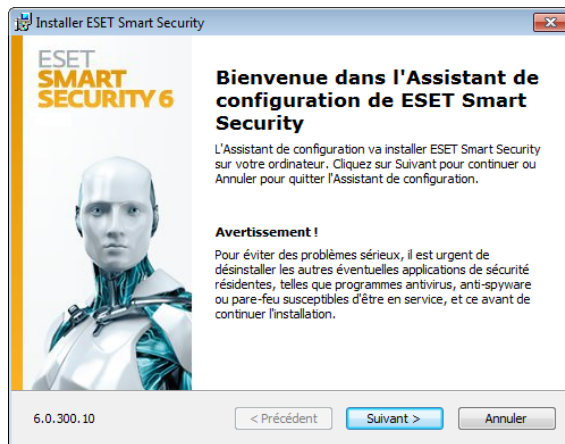 Installer ESET Smart Security
ESET
SMART
SECURITY 6
Bienvenue dans l'Assistant de
configuration de ESET Smart
Security
L'Assistant de configuration va installer ESET Smart Security
sur votre ordinateur. Cliquez sur Suivant pour continuer ou
Annuler pour quitter l'Assistant de configuration.
Avertissement !
Pour éviter des problèmes sérieux, il est urgent de
désinstaller les autres éventuelles applications de sécurité
résidentes, telles que programmes antivirus, anti-spyware
ou pare-feu susceptibles d'être en service, et ce avant de
continuer l'installation.
6.0.300.10
< Précédent
Suivant >
Annuler